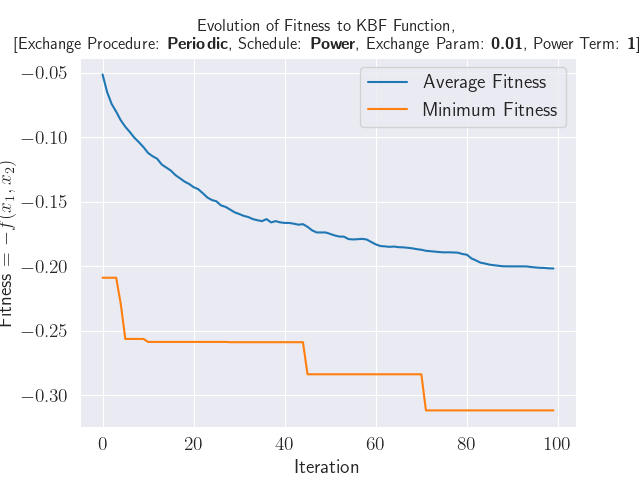 Evolution of Fitness to KBF Function,
[Exchange Procedure: Periodic, Schedule: Power, Exchange Param: 0.01, Power Term: 1]
Average Fitness
Minimum Fitness
Fitness = −f(x₁, x₂)
−0.05
−0.10
−0.15
−0.20
−0.25
−0.30
0 20 40 60 80 100
Iteration